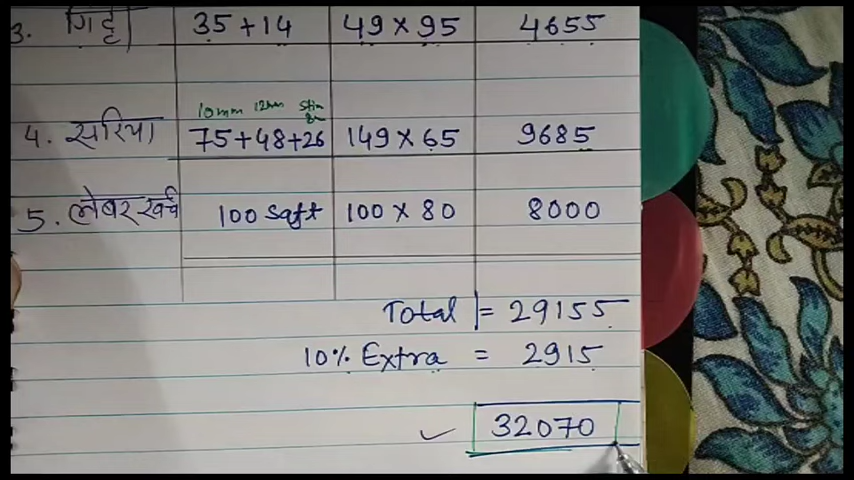 3. गिट्टी 35+14 49×95 4655
10mm 12mm
4. सरिया 75+48+26 149×65 9685
5. लेबर खर्च 100 Sqft 100×80 8000
Total = 29155
10% Extra = 2915
32070